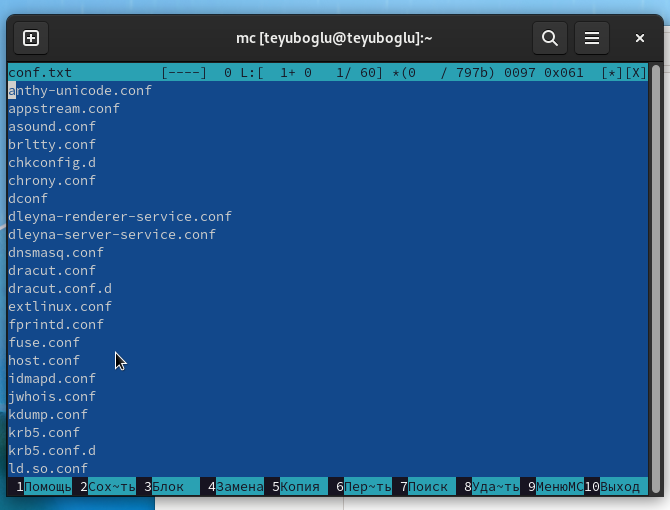 mc [teyuboglu@teyuboglu]:~
conf.txt [----] 0 L:[ 1+ 0 1/ 60] *(0 / 797b) 0097 0x061 [*][X]
anthy-unicode.conf
appstream.conf
asound.conf
brltty.conf
chkconfig.d
chrony.conf
dconf
dleyna-renderer-service.conf
dleyna-server-service.conf
dnsmasq.conf
dracut.conf
dracut.conf.d
extlinux.conf
fprintd.conf
fuse.conf
host.conf
idmapd.conf
jwhois.conf
kdump.conf
krb5.conf
krb5.conf.d
ld.so.conf
1Помощь 2Сох~ть 3Блок 4Замена 5Копия 6Пер~ть 7Поиск 8Уда~ть 9МенюMC 10Выход